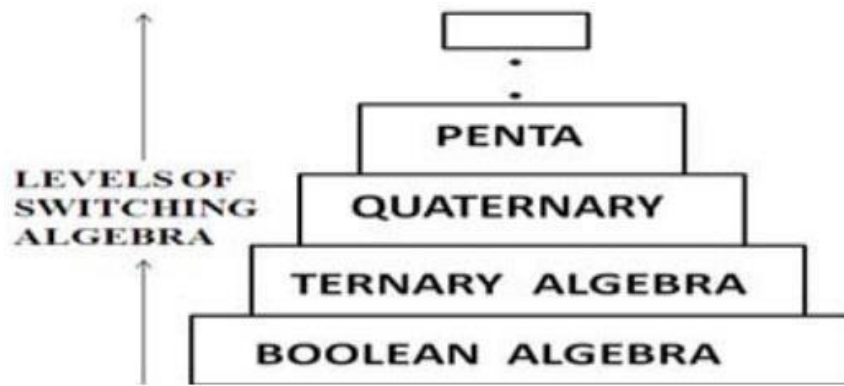 PENTA
LEVELS OF
SWITCHING
ALGEBRA
QUATERNARY
TERNARY ALGEBRA
BOOLEAN ALGEBRA